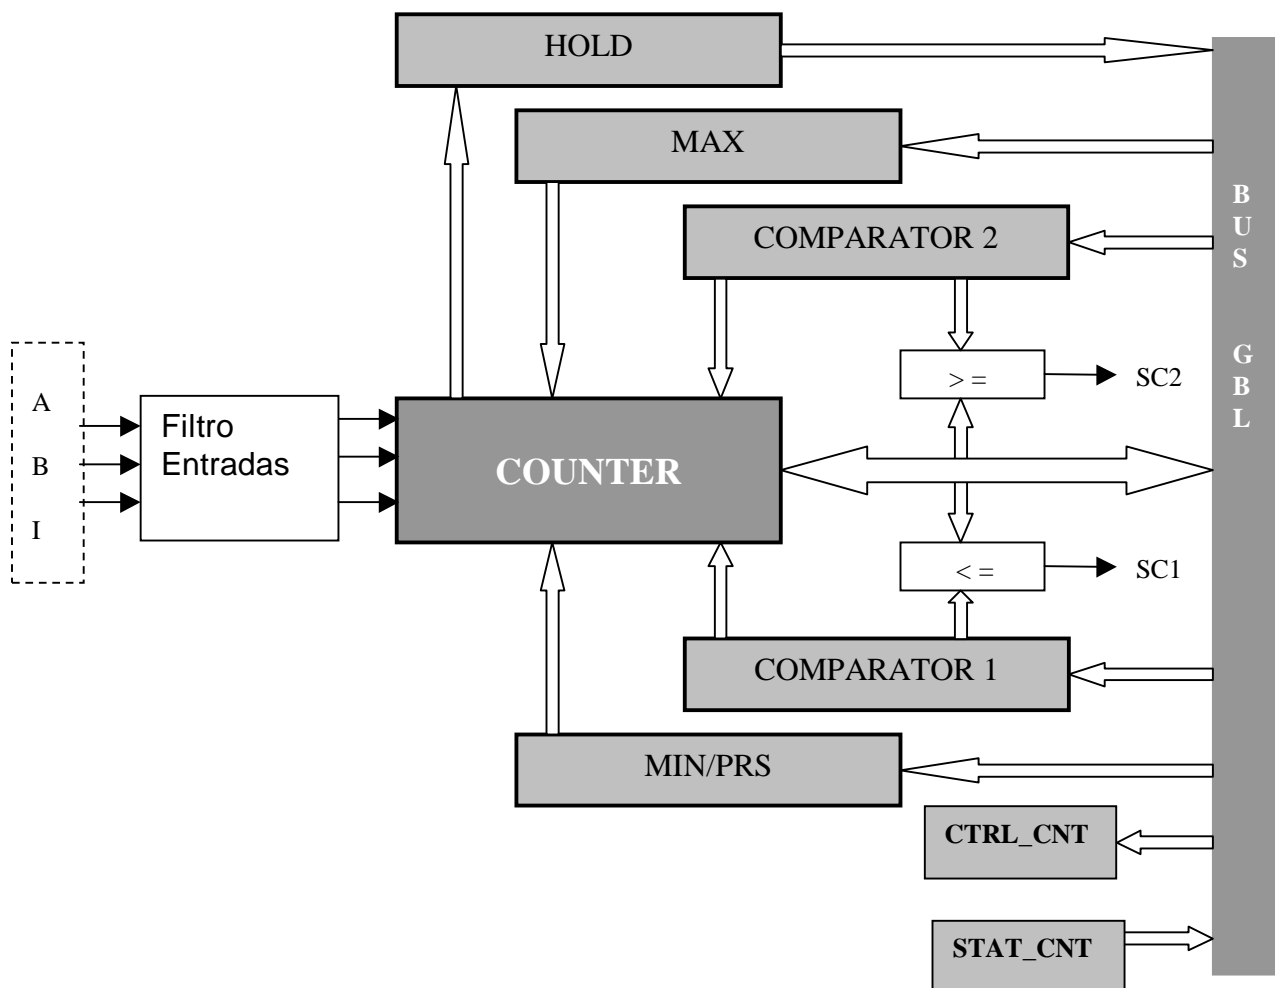 HOLD
MAX
COMPARATOR 2
B
U
S
G
B
L
> =
SC2
A
B
I
Filtro
Entradas
COUNTER
< =
SC1
COMPARATOR 1
MIN/PRS
CTRL_CNT
STAT_CNT